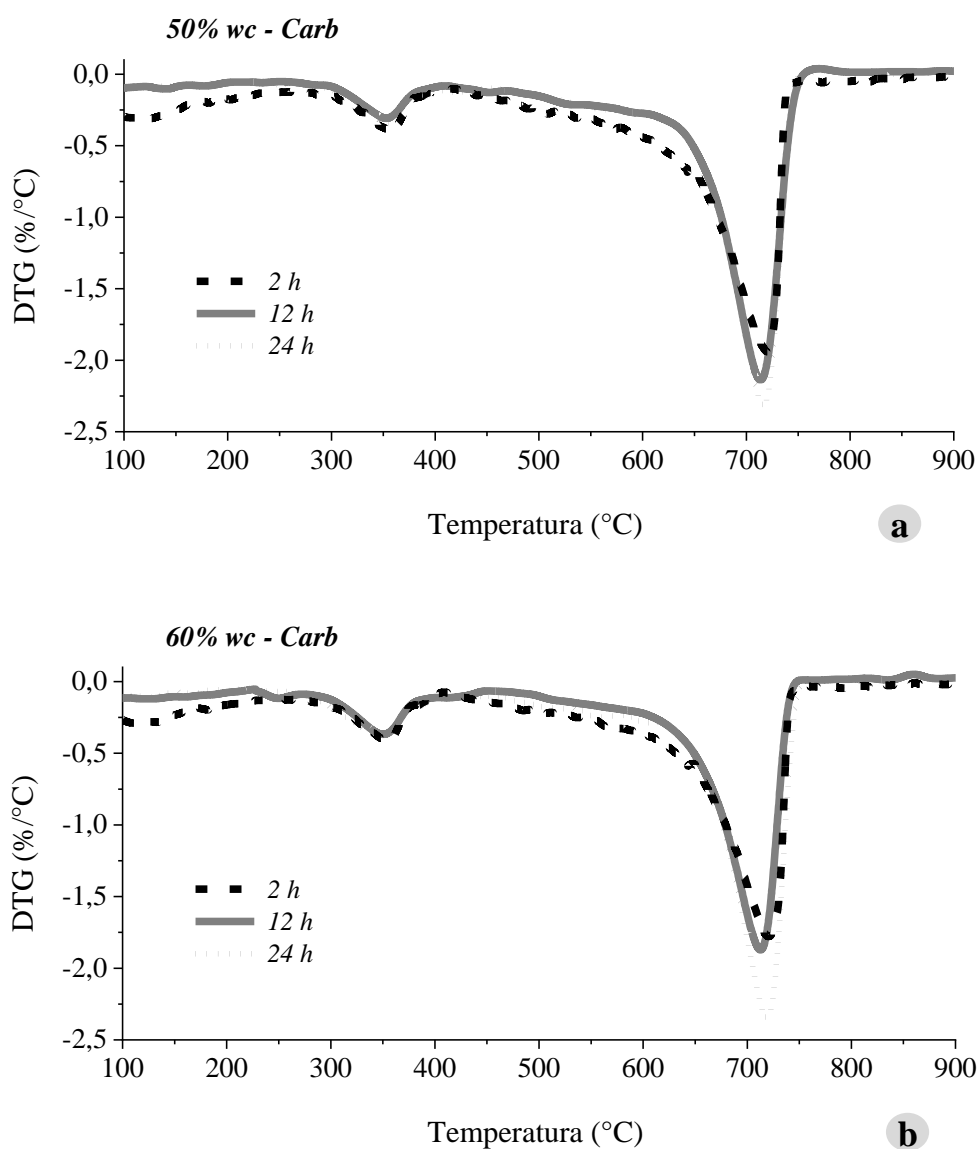 50% wc - Carb
0,0
-0,5
-1,0
-1,5
-2,0
-2,5
DTG (%/°C)
2 h
12 h
24 h
100 200 300 400 500 600 700 800 900
Temperatura (°C)
a
60% wc - Carb
0,0
-0,5
-1,0
-1,5
-2,0
-2,5
DTG (%/°C)
2 h
12 h
24 h
100 200 300 400 500 600 700 800 900
Temperatura (°C)
b